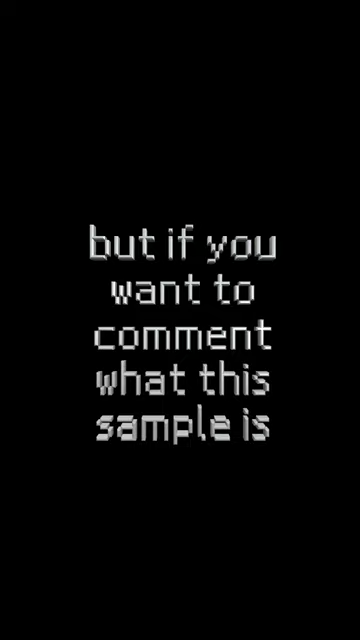 but if you
want to
comment
what this
sample is